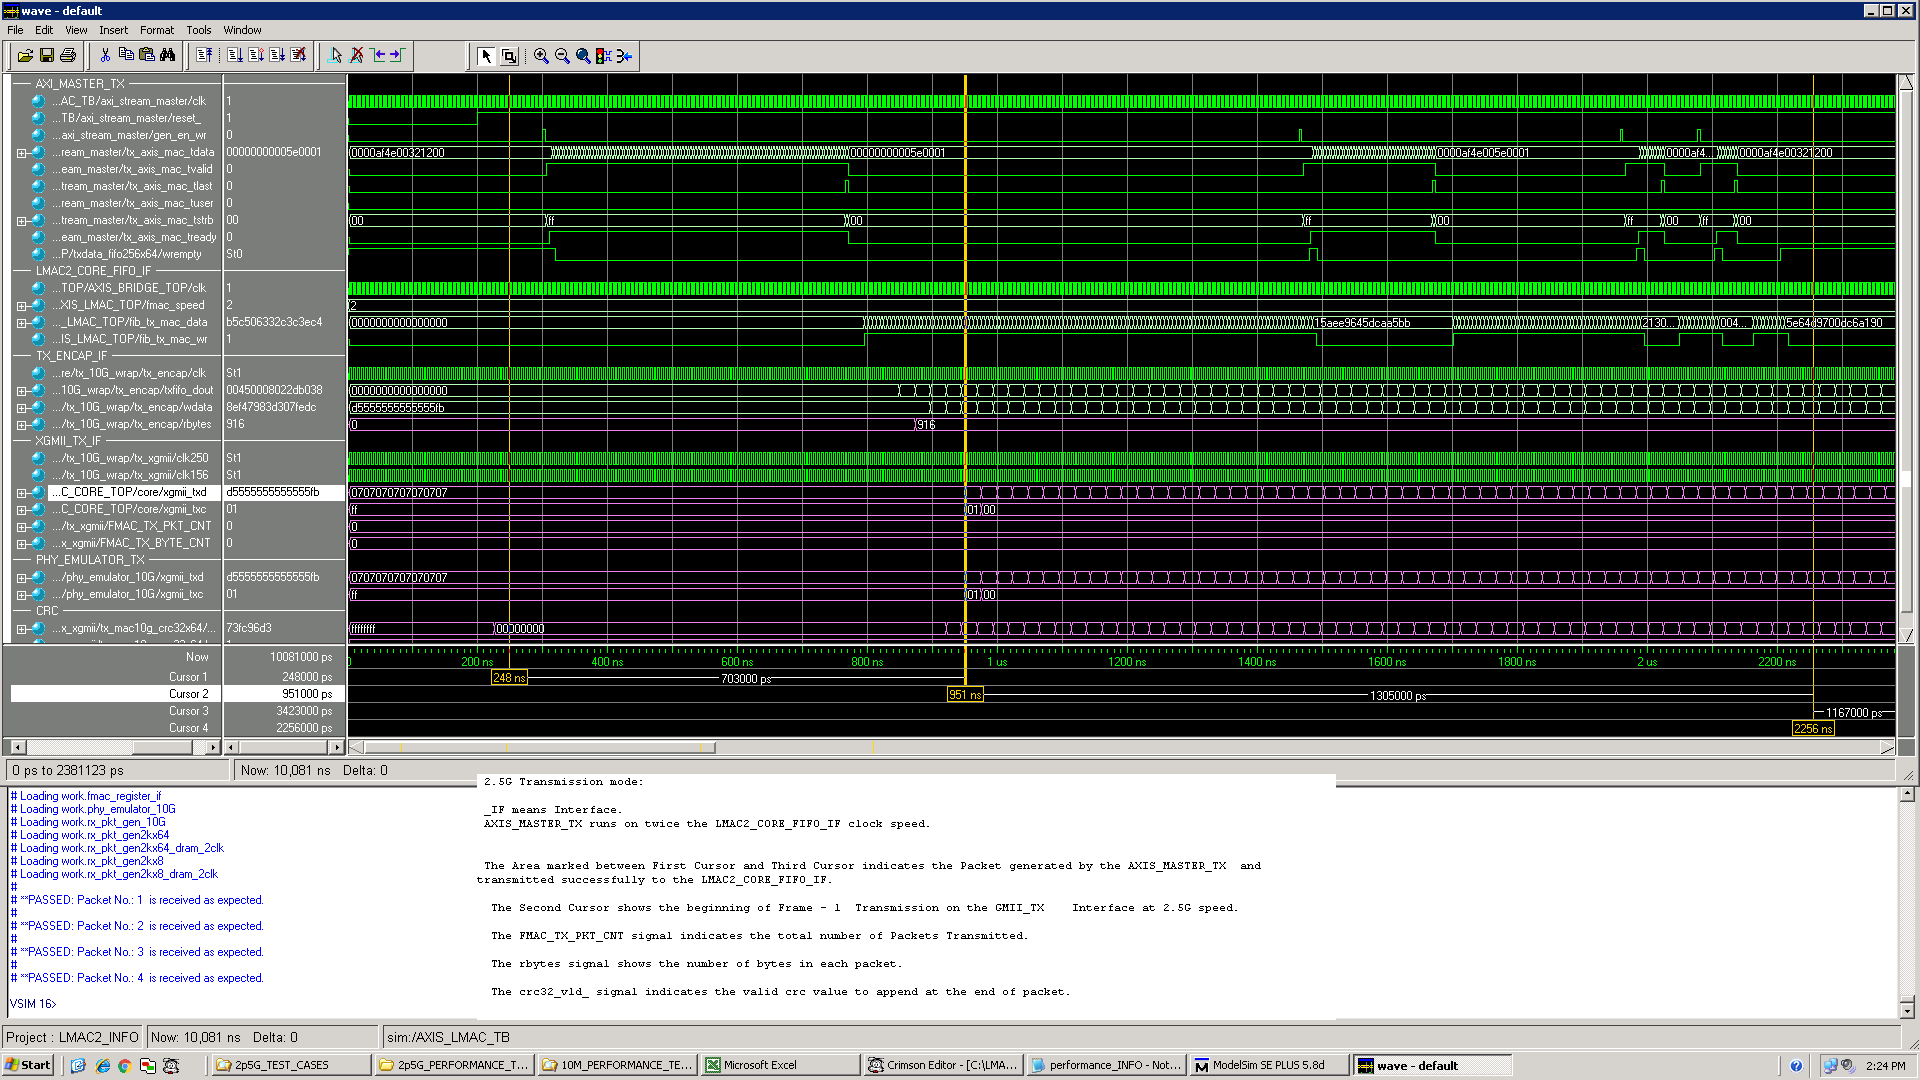 wave - default
File Edit View Insert Format Tools Window
AXI_MASTER_TX
...AC_TB/axi_stream_master/clk 1
...TB/axi_stream_master/reset_ 1
...axi_stream_master/gen_en_wr 0
...ream_master/tx_axis_mac_tdata 00000000005e0001 0000af4e00321200 00000000005e0001 0000af4e005e0001 0000af4... 0000af4e00321200
...eam_master/tx_axis_mac_tvalid 0
...tream_master/tx_axis_mac_tlast 0
...ream_master/tx_axis_mac_tuser 0
...tream_master/tx_axis_mac_tstrb 00 00 ff 00 ff 00 ff 00 ff 00
...eam_master/tx_axis_mac_tready 0
...P/txdata_fifo256x64/wrempty St0
LMAC2_CORE_FIFO_IF
...TOP/AXIS_BRIDGE_TOP/clk 1
...XIS_LMAC_TOP/fmac_speed 2 2
..._LMAC_TOP/fib_tx_mac_data b5c506332c3c3ec4 0000000000000000 15aee9645dcaa5bb 2130... 004... 5e64d9700dc6a190
...IS_LMAC_TOP/fib_tx_mac_wr 1
TX_ENCAP_IF
...re/tx_10G_wrap/tx_encap/clk St1
...10G_wrap/tx_encap/txfifo_dout 00450008022db038 0000000000000000
.../tx_10G_wrap/tx_encap/wdata 8ef47983d307fedc d5555555555555fb
.../tx_10G_wrap/tx_encap/rbytes 916 0 916
XGMII_TX_IF
.../tx_10G_wrap/tx_xgmii/clk250 St1
.../tx_10G_wrap/tx_xgmii/clk156 St1
...C_CORE_TOP/core/xgmii_txd d5555555555555fb 0707070707070707
...C_CORE_TOP/core/xgmii_txc 01 ff 01 00
.../tx_xgmii/FMAC_TX_PKT_CNT 0 0
...x_xgmii/FMAC_TX_BYTE_CNT 0 0
PHY_EMULATOR_TX
.../phy_emulator_10G/xgmii_txd d5555555555555fb 0707070707070707
.../phy_emulator_10G/xgmii_txc 01 ff 01 00
CRC
...x_xgmii/tx_mac10g_crc32x64/... 73fc96d3 ffffffff 00000000
Now 10081000 ps 0 200 ns 400 ns 600 ns 800 ns 1 us 1200 ns 1400 ns 1600 ns 1800 ns 2 us 2200 ns
Cursor 1 248000 ps 248 ns 703000 ps
Cursor 2 951000 ps 951 ns 1305000 ps
Cursor 3 3423000 ps 1167000 ps
Cursor 4 2256000 ps 2256 ns
0 ps to 2381123 ps Now: 10,081 ns Delta: 0
# Loading work.fmac_register_if
# Loading work.phy_emulator_10G
# Loading work.rx_pkt_gen_10G
# Loading work.rx_pkt_gen2kx64
# Loading work.rx_pkt_gen2kx64_dram_2clk
# Loading work.rx_pkt_gen2kx8
# Loading work.rx_pkt_gen2kx8_dram_2clk
#
# **PASSED: Packet No.: 1 is received as expected.
#
# **PASSED: Packet No.: 2 is received as expected.
#
# **PASSED: Packet No.: 3 is received as expected.
#
# **PASSED: Packet No.: 4 is received as expected.
VSIM 16>
2.5G Transmission mode:
_IF means Interface.
AXIS_MASTER_TX runs on twice the LMAC2_CORE_FIFO_IF clock speed.
The Area marked between First Cursor and Third Cursor indicates the Packet generated by the AXIS_MASTER_TX and
transmitted successfully to the LMAC2_CORE_FIFO_IF.
The Second Cursor shows the beginning of Frame - 1 Transmission on the GMII_TX Interface at 2.5G speed.
The FMAC_TX_PKT_CNT signal indicates the total number of Packets Transmitted.
The rbytes signal shows the number of bytes in each packet.
The crc32_vld_ signal indicates the valid crc value to append at the end of packet.
Project : LMAC2_INFO Now: 10,081 ns Delta: 0 sim:/AXIS_LMAC_TB
Start 2p5G_TEST_CASES 2p5G_PERFORMANCE_T... 10M_PERFORMANCE_TE... Microsoft Excel Crimson Editor - [C:\LMA... performance_INFO - Not... ModelSim SE PLUS 5.8d wave - default 2:24 PM